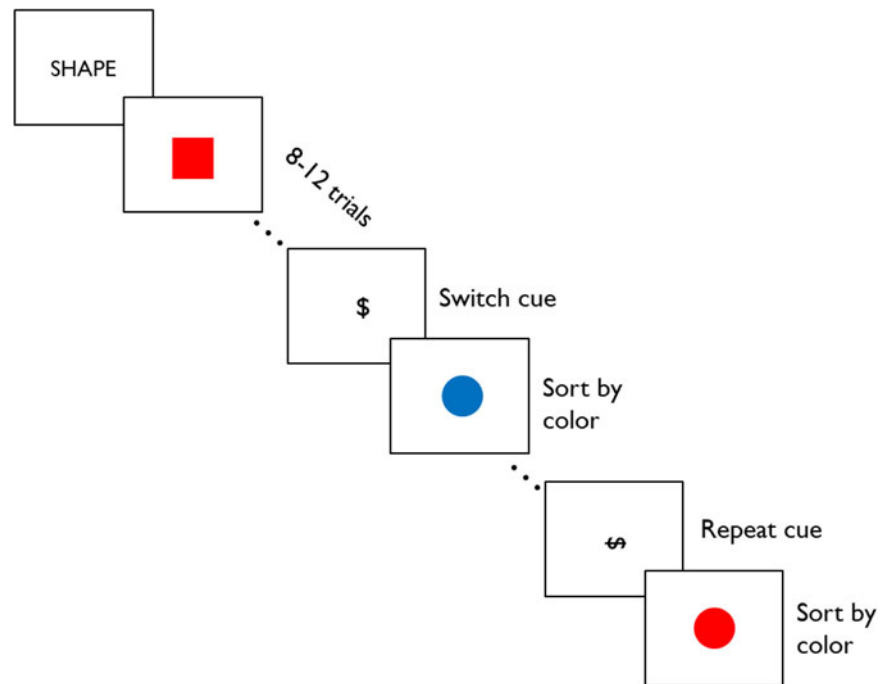 SHAPE
8-12 trials
$
Switch cue
Sort by
color
$
Repeat cue
Sort by
color